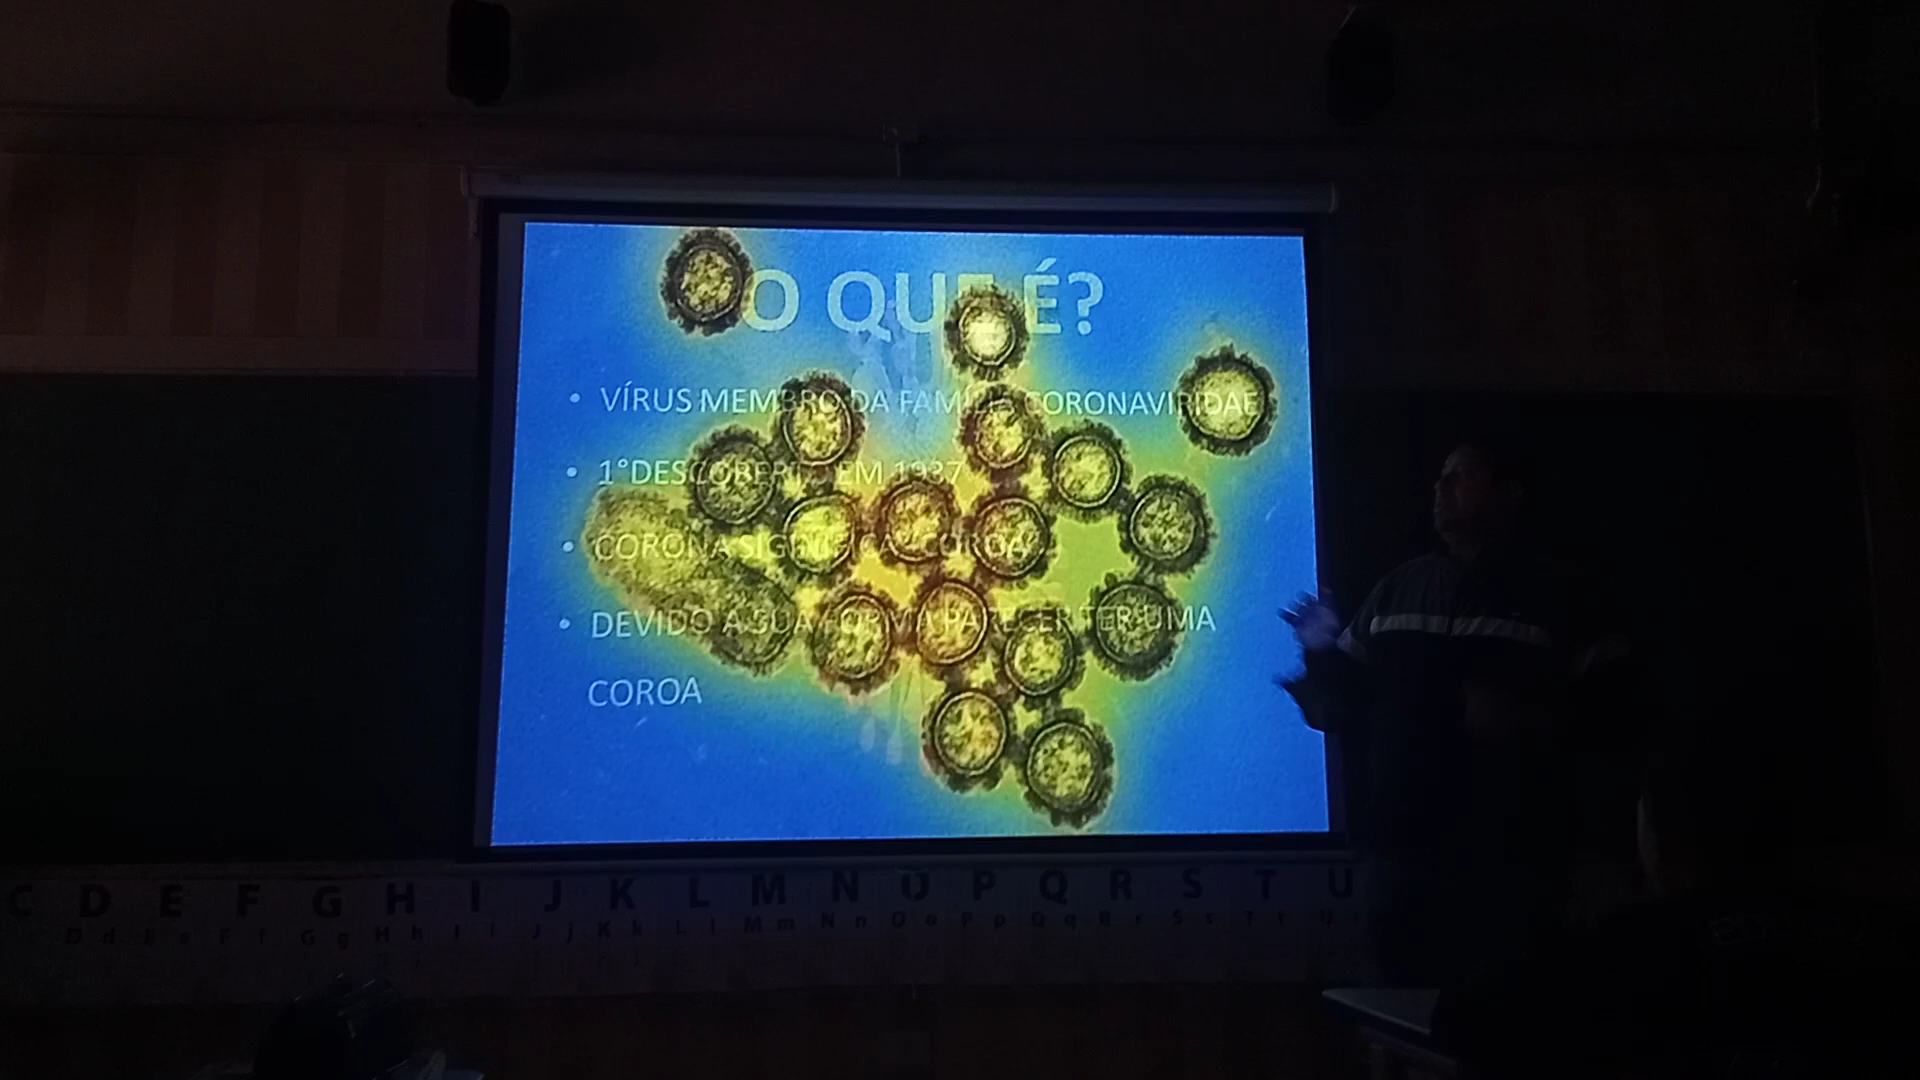 O QUE É?
• VÍRUS MEMBRO DA FAMÍLIA CORONAVIRIDAE
• 1°DESCOBERTO EM 1937
• CORONA SIGNIFICA COROA
• DEVIDO A SUA FORMA PARECER TER UMA
COROA
C D E F G H I J K L M N O P Q R S T U
D d E e F f G g H h I i J j K k L l M m N n O o P p Q q R r S s T t U